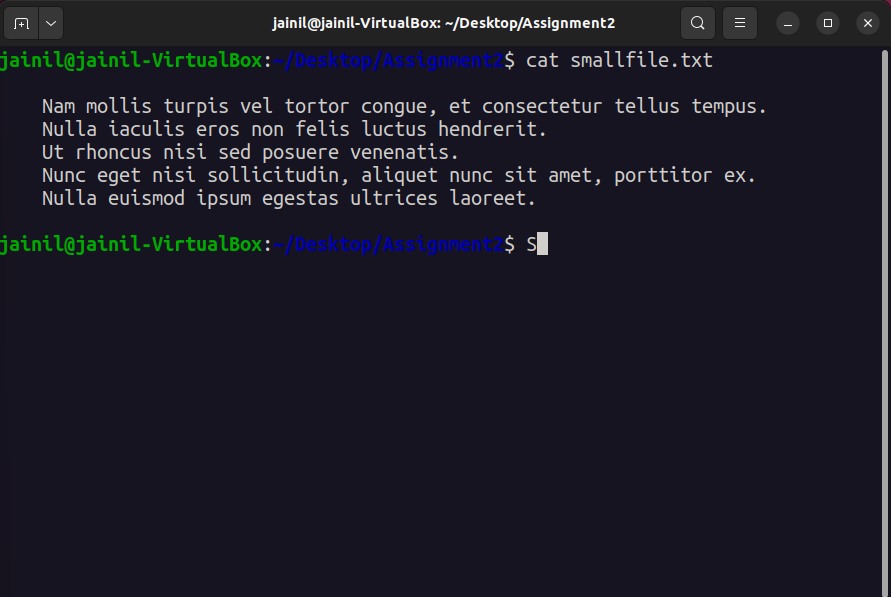 jainil@jainil-VirtualBox: ~/Desktop/Assignment2
jainil@jainil-VirtualBox:~/Desktop/Assignment2$ cat smallfile.txt
Nam mollis turpis vel tortor congue, et consectetur tellus tempus.
Nulla iaculis eros non felis luctus hendrerit.
Ut rhoncus nisi sed posuere venenatis.
Nunc eget nisi sollicitudin, aliquet nunc sit amet, porttitor ex.
Nulla euismod ipsum egestas ultrices laoreet.
jainil@jainil-VirtualBox:~/Desktop/Assignment2$ S